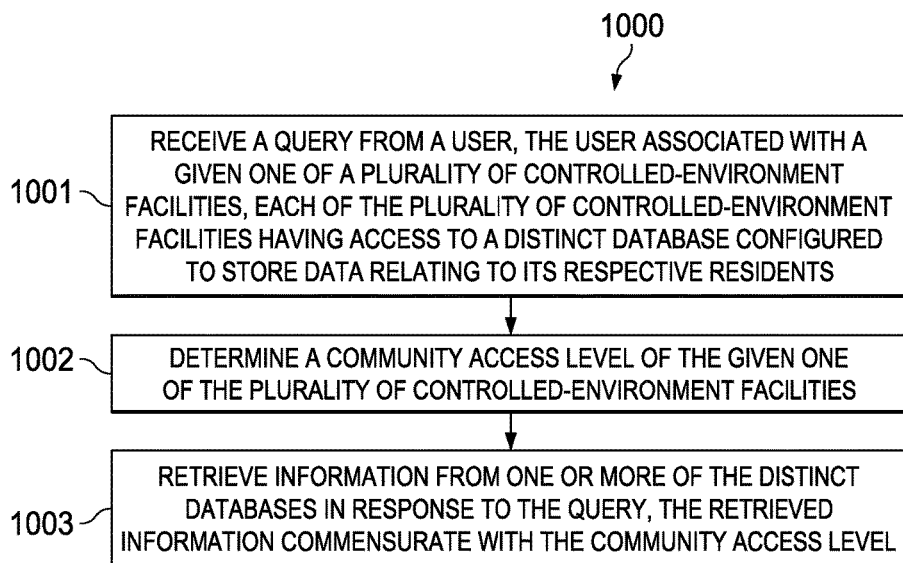 1000
RECEIVE A QUERY FROM A USER, THE USER ASSOCIATED WITH A
GIVEN ONE OF A PLURALITY OF CONTROLLED-ENVIRONMENT
1001
FACILITIES, EACH OF THE PLURALITY OF CONTROLLED-ENVIRONMENT
FACILITIES HAVING ACCESS TO A DISTINCT DATABASE CONFIGURED
TO STORE DATA RELATING TO ITS RESPECTIVE RESIDENTS
1002
DETERMINE A COMMUNITY ACCESS LEVEL OF THE GIVEN ONE
OF THE PLURALITY OF CONTROLLED-ENVIRONMENT FACILITIES
RETRIEVE INFORMATION FROM ONE OR MORE OF THE DISTINCT
1003
DATABASES IN RESPONSE TO THE QUERY, THE RETRIEVED
INFORMATION COMMENSURATE WITH THE COMMUNITY ACCESS LEVEL